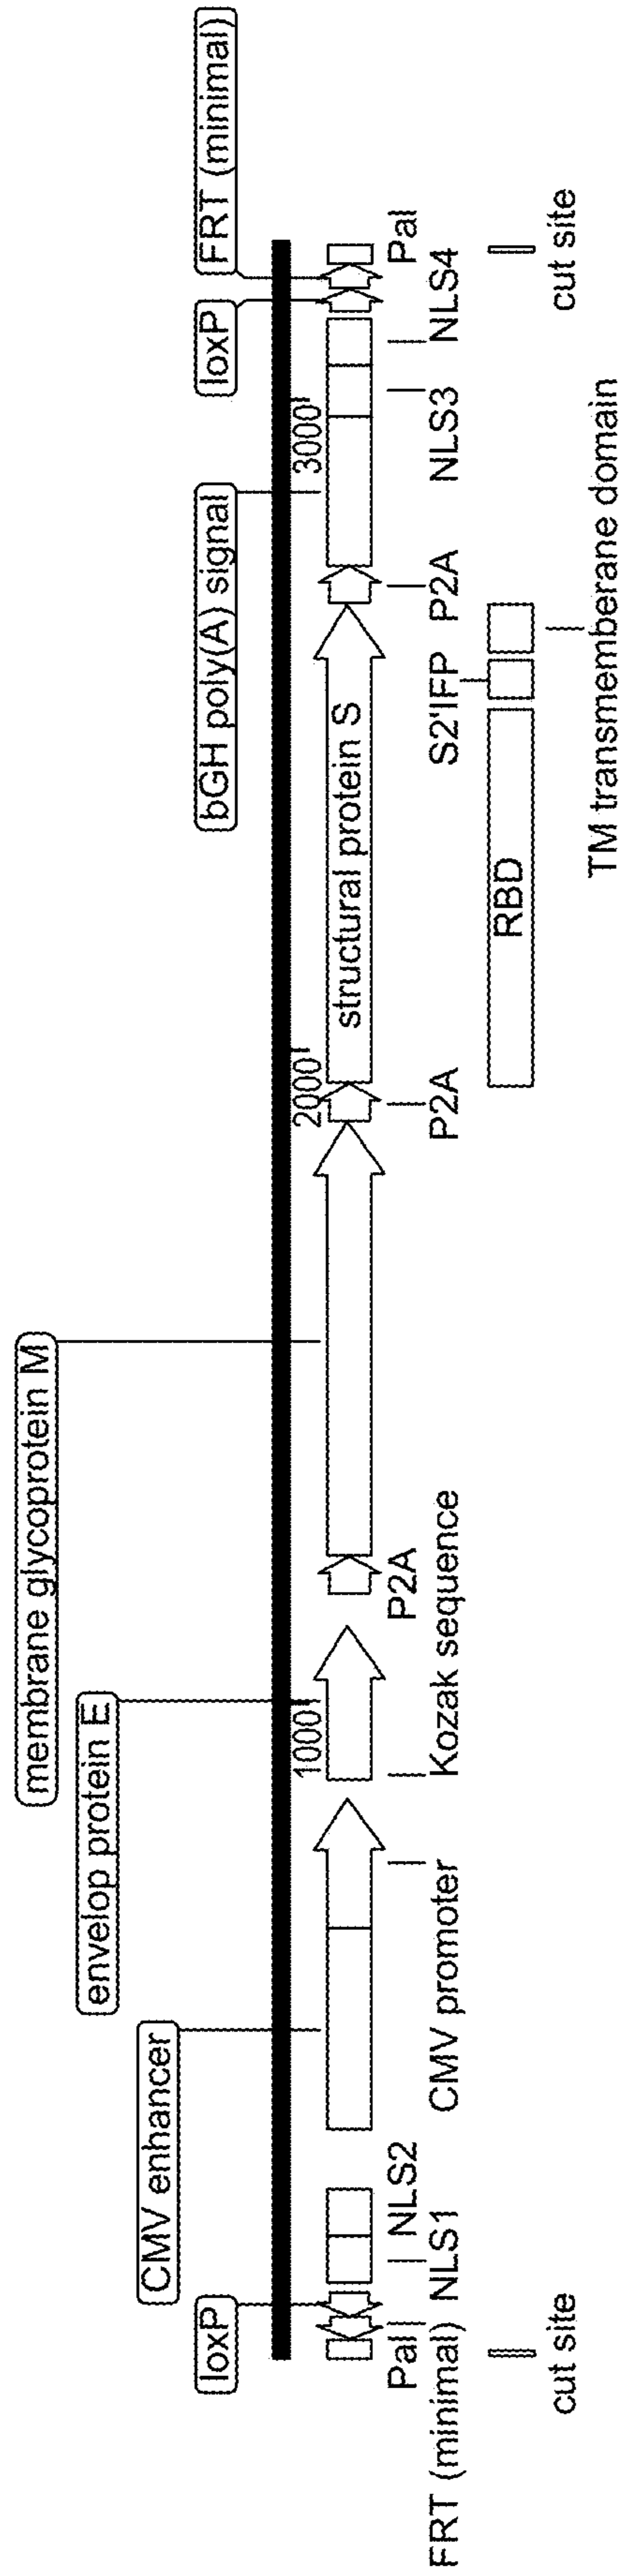 membrane glycoprotein M
envelop protein E
CMV enhancer
loxP
bGH poly(A) signal
loxP
FRT (minimal)
1000
2000
3000
structural protein S
Pal
NLS2
P2A
Pal
FRT (minimal)
NLS1
CMV promoter
Kozak sequence
P2A
S2'IFP
P2A
NLS3
NLS4
RBD
cut site
cut site
TM transmemberane domain